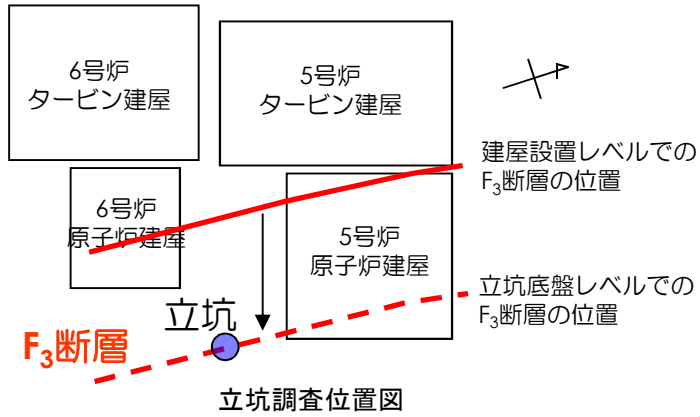 6号炉
タービン建屋
5号炉
タービン建屋
建屋設置レベルでの
F3断層の位置
6号炉
原子炉建屋
5号炉
原子炉建屋
立坑底盤レベルでの
F3断層の位置
立坑
F3断層
立坑調査位置図